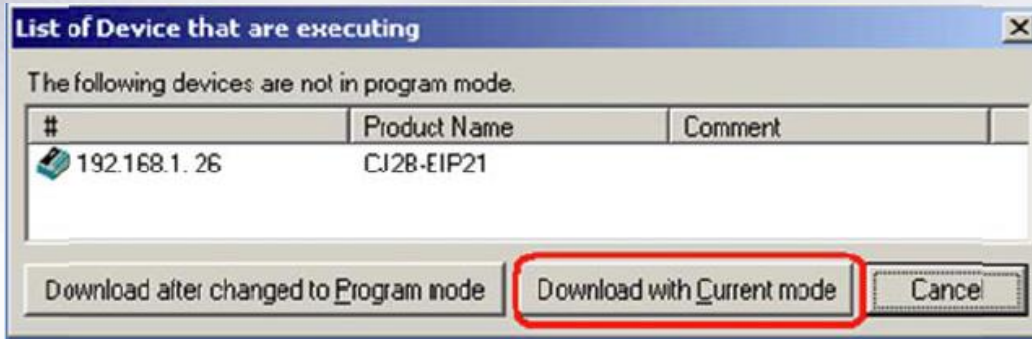 List of Device that are executing
The following devices are not in program mode.
# Product Name Comment
192.168.1. 26 CJ2B-EIP21
Download after changed to Program mode Download with Current mode Cancel